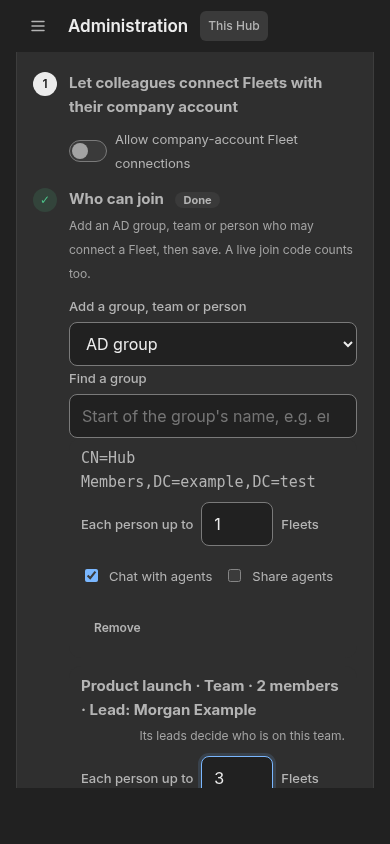 Administration This Hub
1 Let colleagues connect Fleets with
their company account
Allow company-account Fleet
connections
✓ Who can join Done
Add an AD group, team or person who may
connect a Fleet, then save. A live join code counts
too.
Add a group, team or person
AD group
Find a group
Start of the group's name, e.g.
CN=Hub
Members,DC=example,DC=test
Each person up to 1 Fleets
Chat with agents Share agents
Remove
Product launch · Team · 2 members
· Lead: Morgan Example
Its leads decide who is on this team.
Each person up to 3 Fleets